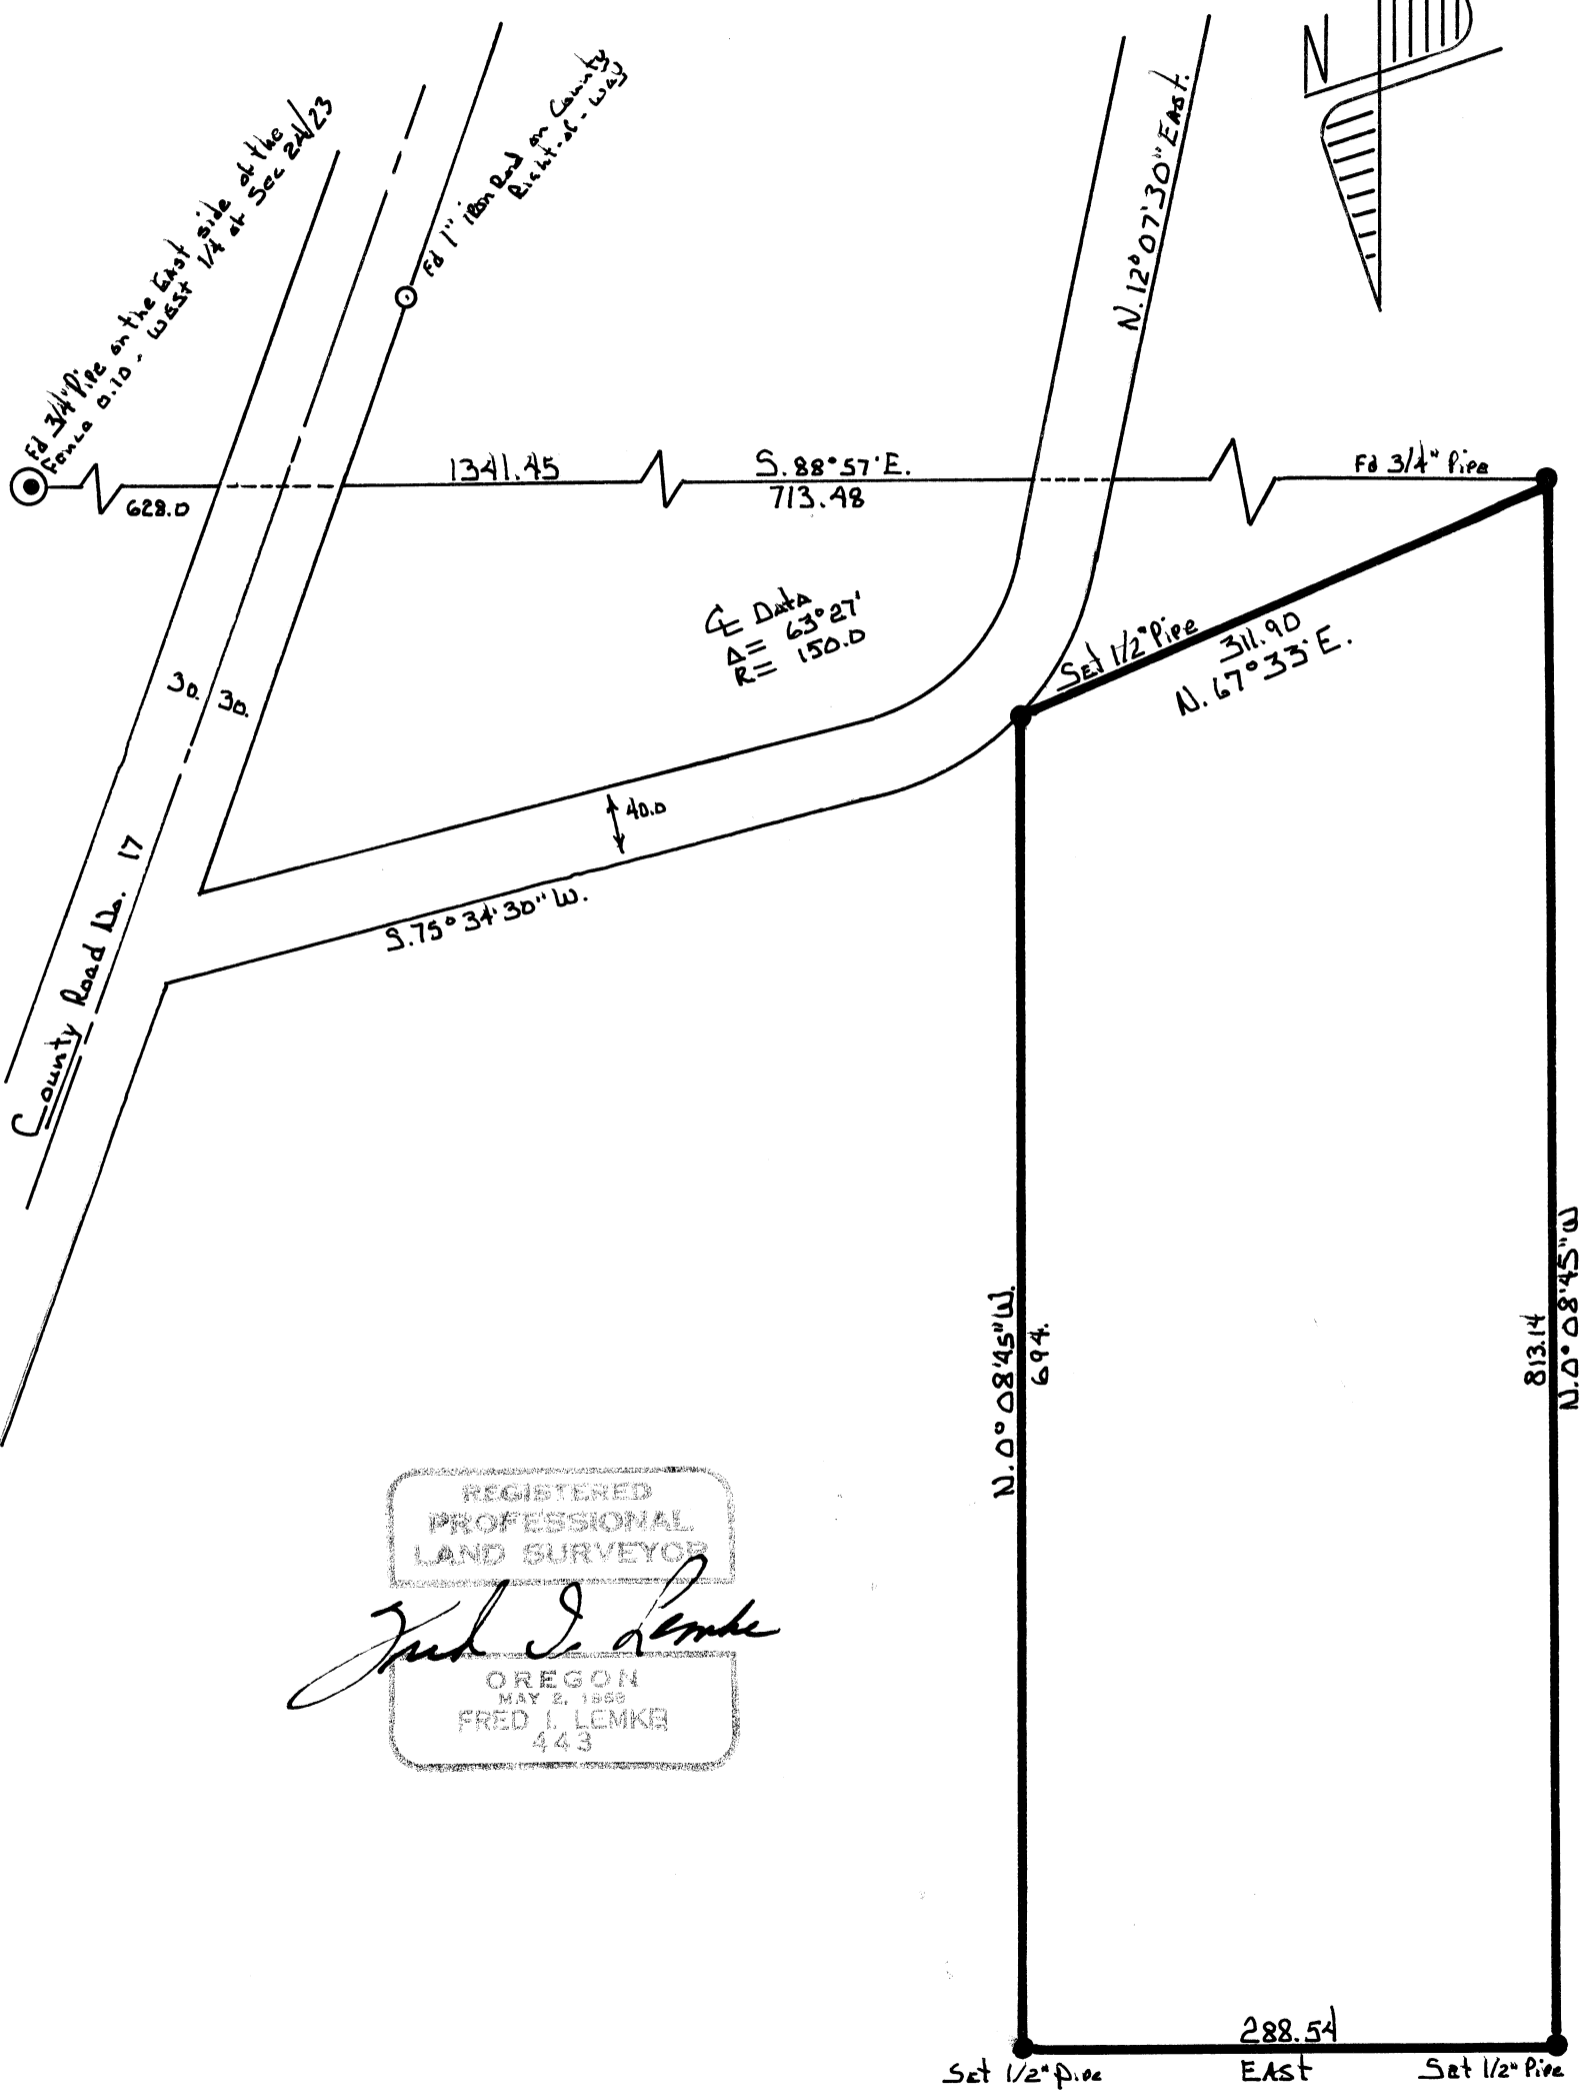 N
Fd 3/4" Pipe on the East side of the
Fence 0.10 - West 1/4 of Sec 24/23
Fd 1" Iron Rod on County
Right-of-Way
N. 12° 07' 30" East.
1341.45
S. 88° 57' E.
Fd 3/4" Pipe
628.0
713.48
℄ Data
Δ= 63° 27'
R= 150.0
Set 1/2" Pipe
311.90
N. 67° 33' E.
30.
30.
40.0
County Road No. 17
S. 75° 34' 30" W.
N. 0° 08' 45" W.
694.
813.14
N. 0° 08' 45" W
REGISTERED
PROFESSIONAL
LAND SURVEYOR
Fred I. Lemke
OREGON
MAY 2,
FRED I. LEMKE
443
288.54
Set 1/2" Pipe
EAST
Set 1/2" Pipe